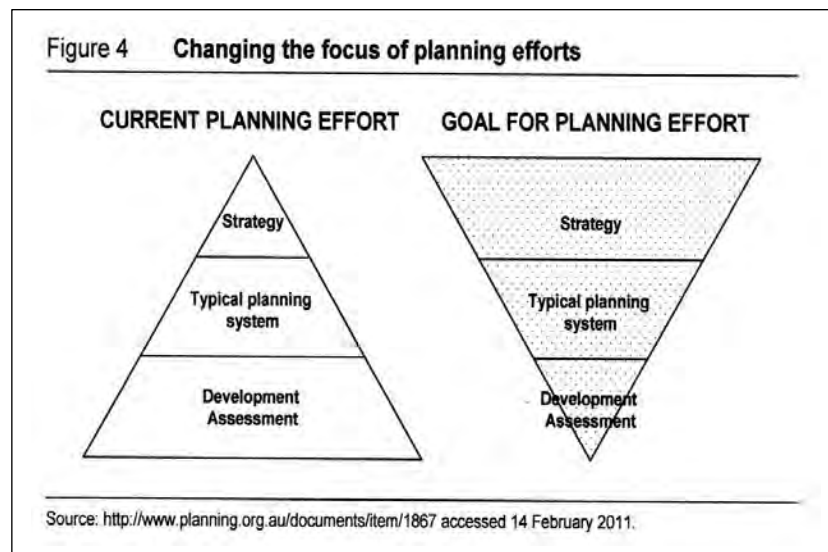 Figure 4 Changing the focus of planning efforts
CURRENT PLANNING EFFORT
Strategy
Typical planning
system
Development
Assessment
GOAL FOR PLANNING EFFORT
Strategy
Typical planning
system
Development
Assessment
Source: http://www.planning.org.au/documents/item/1867 accessed 14 February 2011.